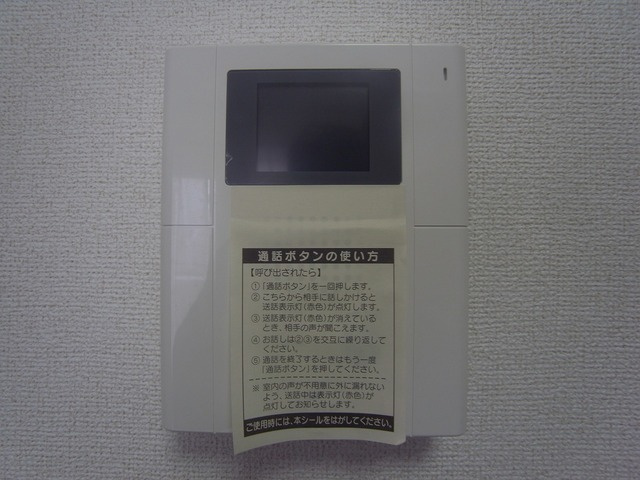 通話ボタンの使い方
【呼び出されたら】
①「通話ボタン」を一回押します。
②こちらから相手に話しかけると
送話表示灯(赤色)が点灯します。
③送話表示灯(赤色)が消えている
とき、相手の声が聞こえます。
④お話しは②③を交互に繰り返して
ください。
⑤通話を終了するときはもう一度
「通話ボタン」を押してください。
※室内の声が不用意に外に漏れない
よう、送話中は表示灯(赤色)が
点灯してお知らせします。
ご使用時には、本シールをはがしてください。